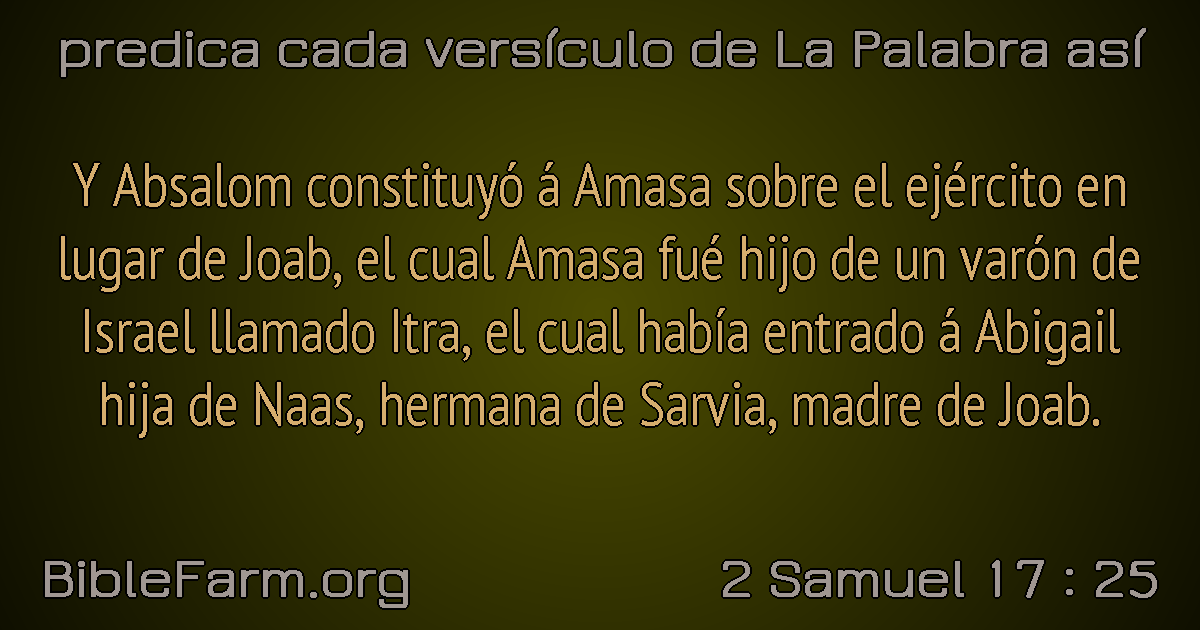 predica cada versículo de La Palabra así
Y Absalom constituyó á Amasa sobre el ejército en
lugar de Joab, el cual Amasa fué hijo de un varón de
Israel llamado Itra, el cual había entrado á Abigail
hija de Naas, hermana de Sarvia, madre de Joab.
BibleFarm.org
2 Samuel 17 : 25